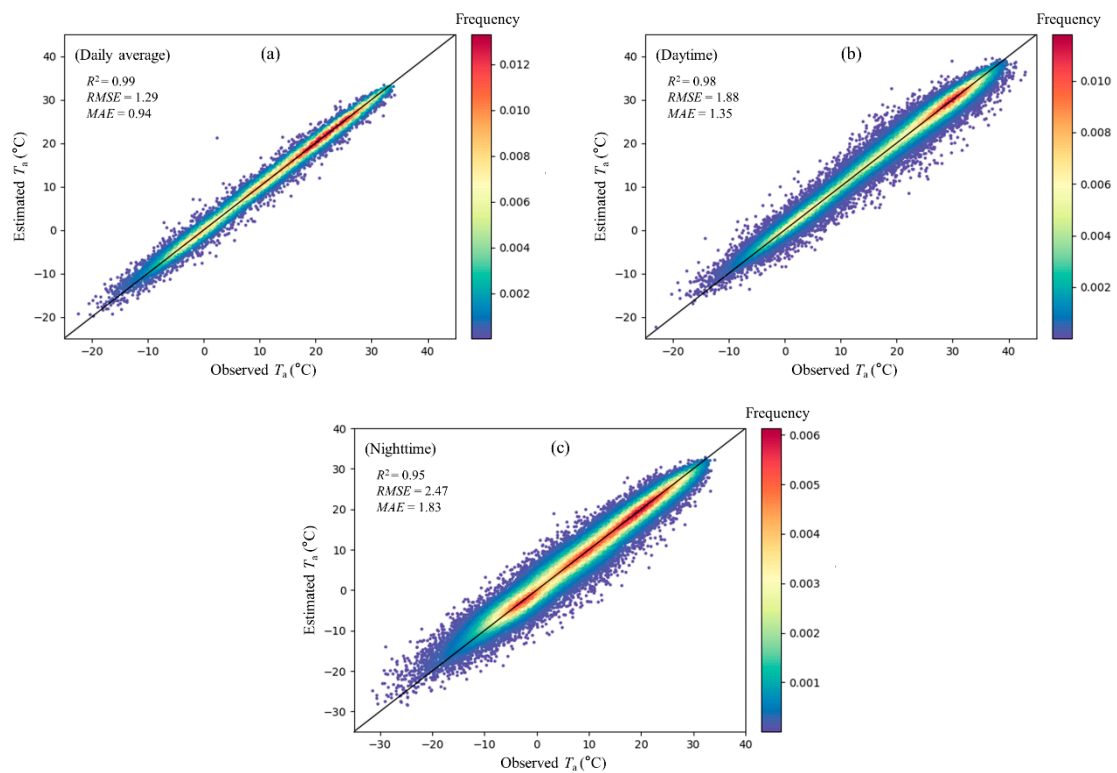 Frequency
(Daily average)
(a)
R² = 0.99
RMSE = 1.29
MAE = 0.94
40
30
20
10
0
−10
−20
Estimated Ta (°C)
−20 −10 0 10 20 30 40
Observed Ta (°C)
0.012
0.010
0.008
0.006
0.004
0.002
Frequency
(Daytime)
(b)
R² = 0.98
RMSE = 1.88
MAE = 1.35
40
30
20
10
0
−10
−20
Estimated Ta (°C)
−20 −10 0 10 20 30 40
Observed Ta (°C)
0.010
0.008
0.006
0.004
0.002
Frequency
(Nighttime)
(c)
R² = 0.95
RMSE = 2.47
MAE = 1.83
40
30
20
10
0
−10
−20
−30
Estimated Ta (°C)
−30 −20 −10 0 10 20 30 40
Observed Ta (°C)
0.006
0.005
0.004
0.003
0.002
0.001